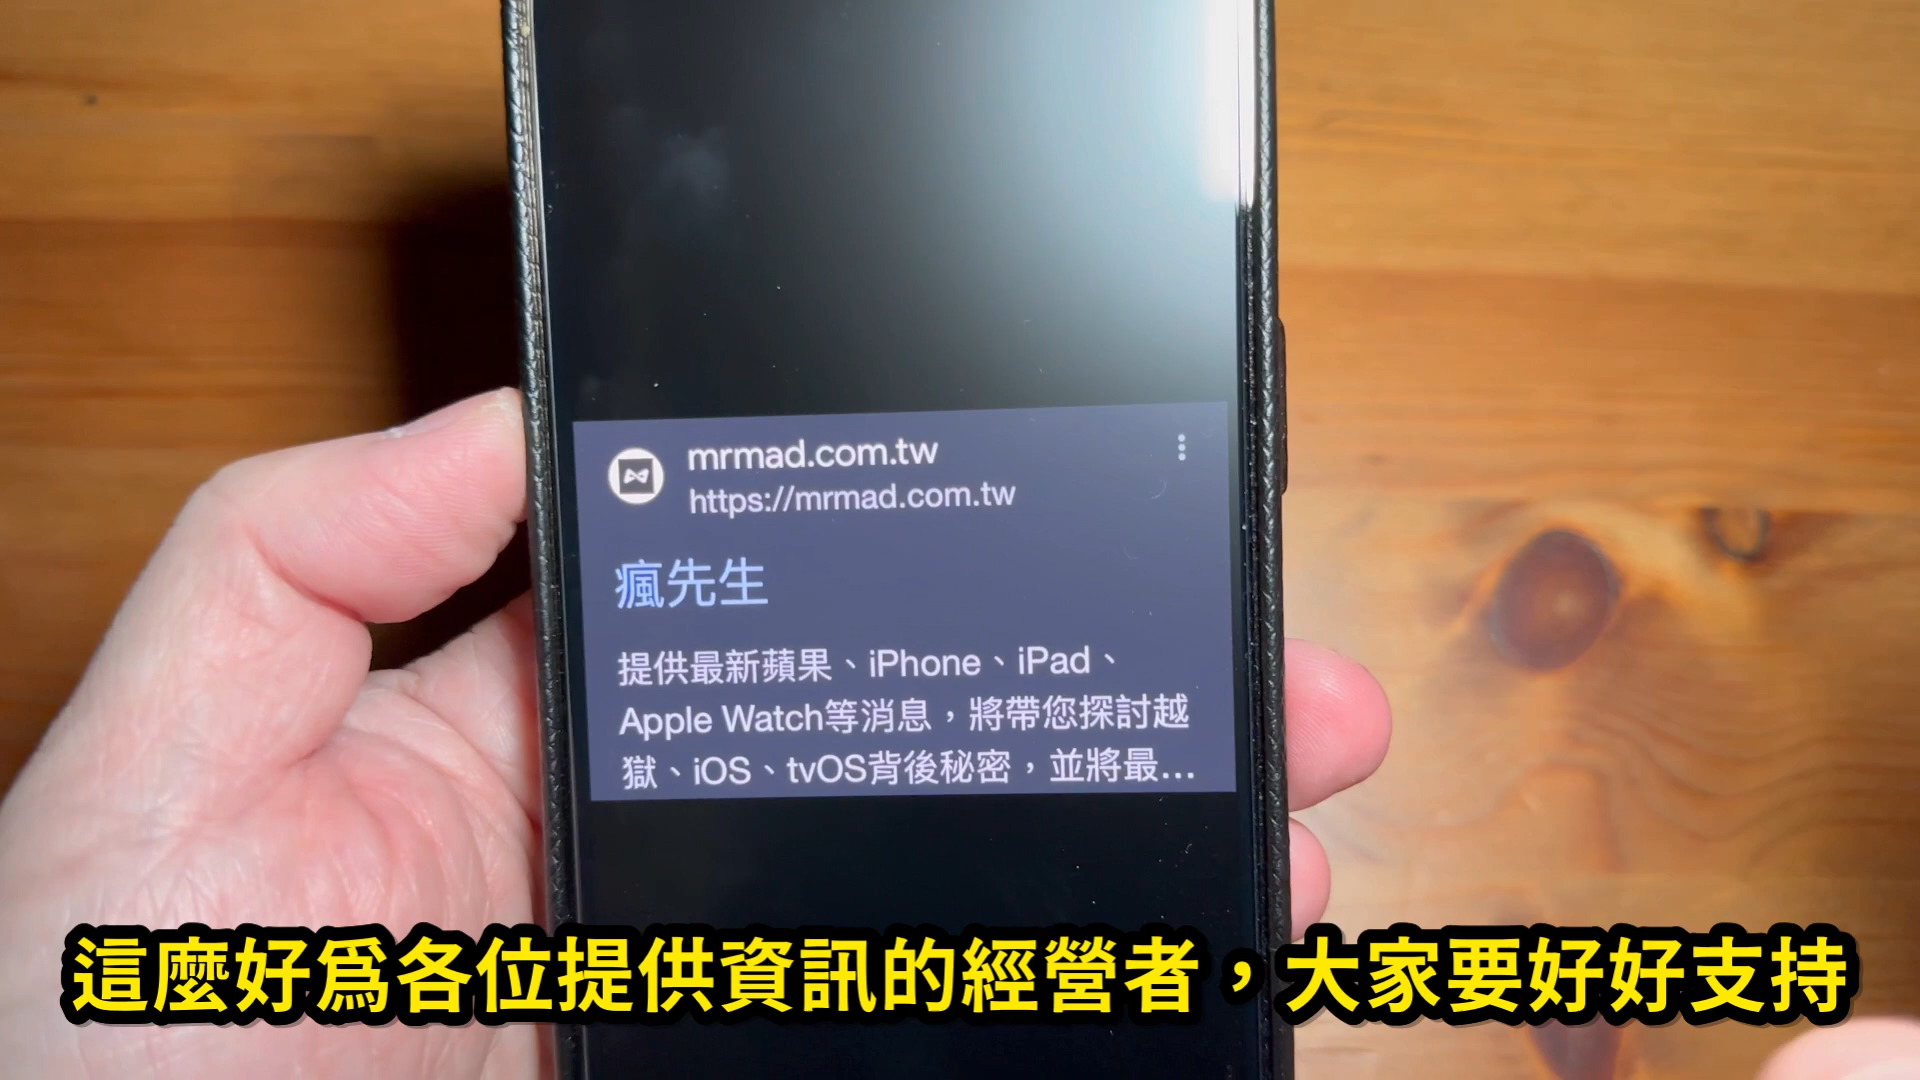 mrmad.com.tw
https://mrmad.com.tw
瘋先生
提供最新蘋果、iPhone、iPad、
Apple Watch等消息，將帶您探討越
獄、iOS、tvOS背後秘密，並將最...
這麼好爲各位提供資訊的經營者，大家要好好支持